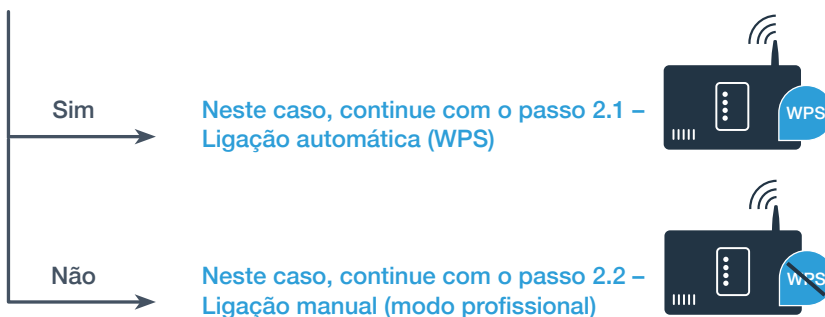 Sim
Neste caso, continue com o passo 2.1 –
Ligação automática (WPS)
WPS
Não
Neste caso, continue com o passo 2.2 –
Ligação manual (modo profissional)
WPS